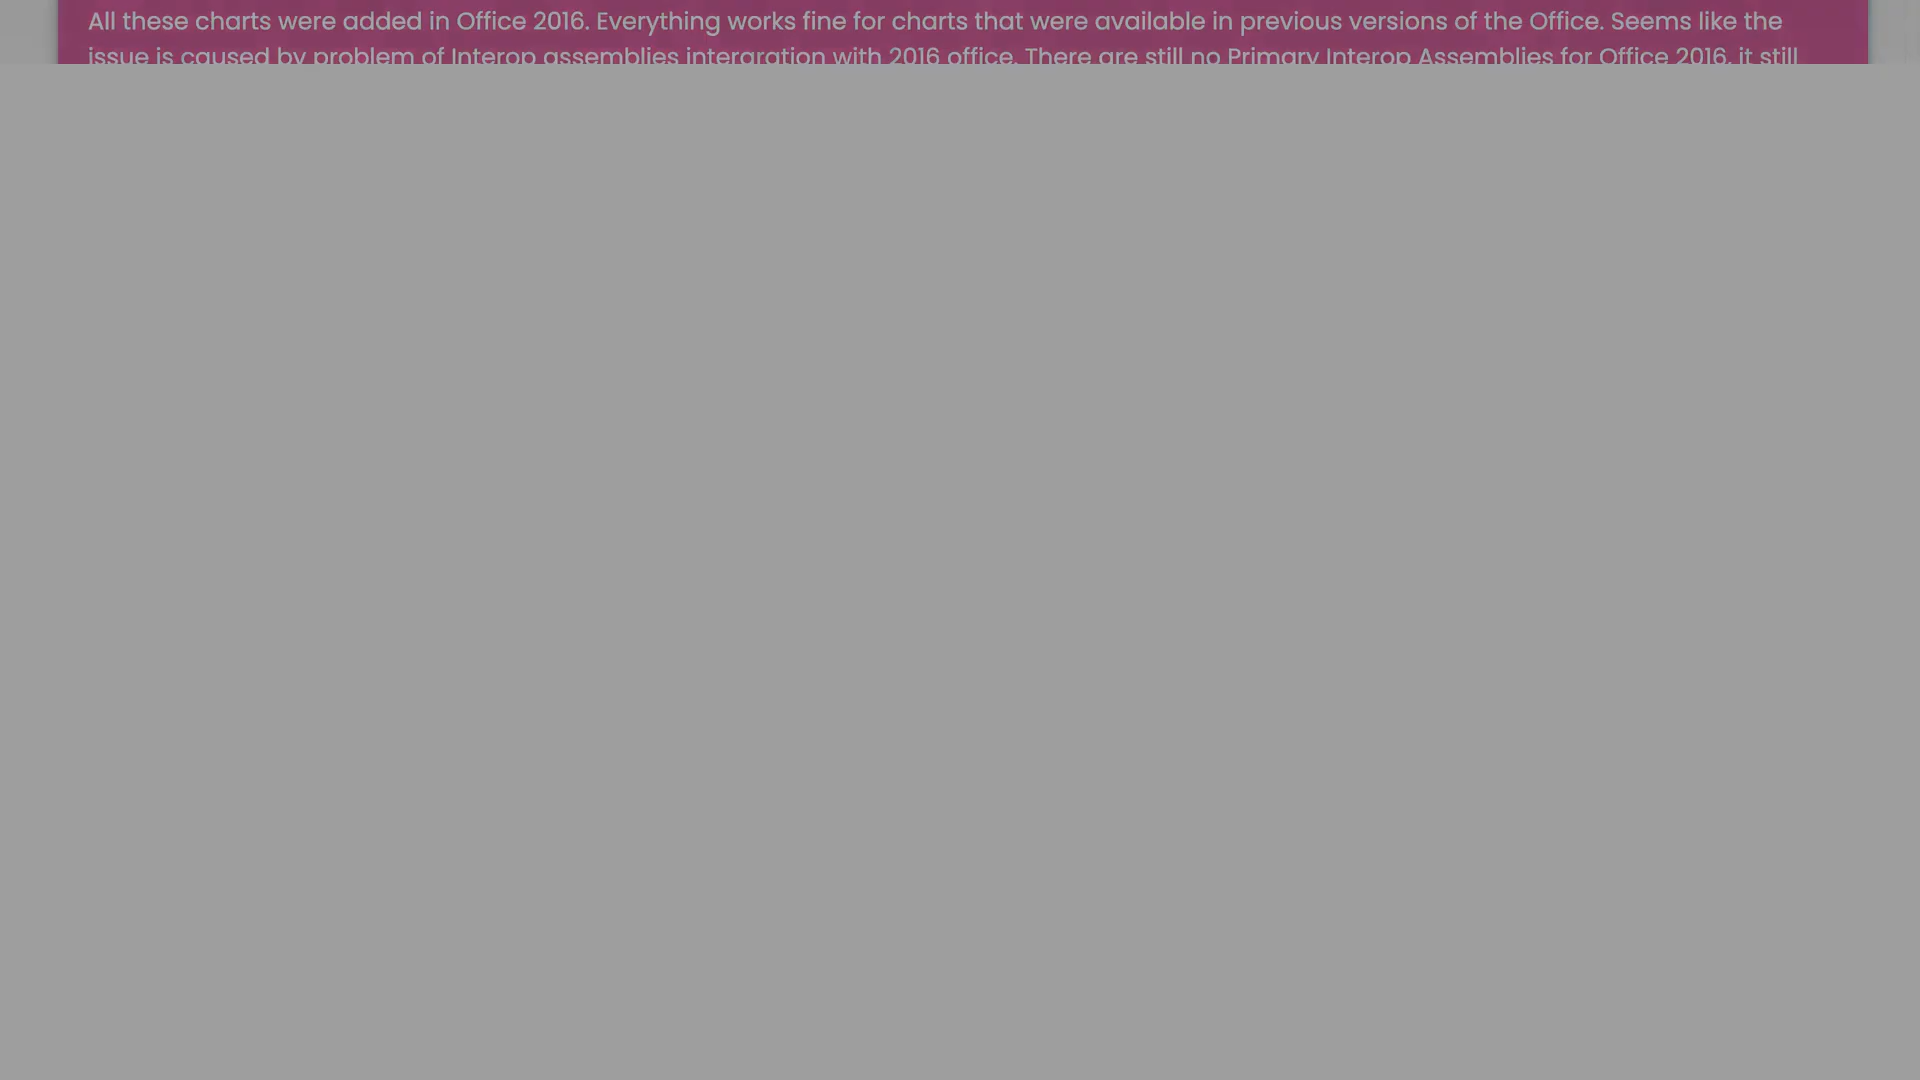 All these charts were added in Office 2016. Everything works fine for charts that were available in previous versions of the Office. Seems like the
issue is caused by problem of Interop assemblies intergration with 2016 office. There are still no Primary Interop Assemblies for Office 2016, it still